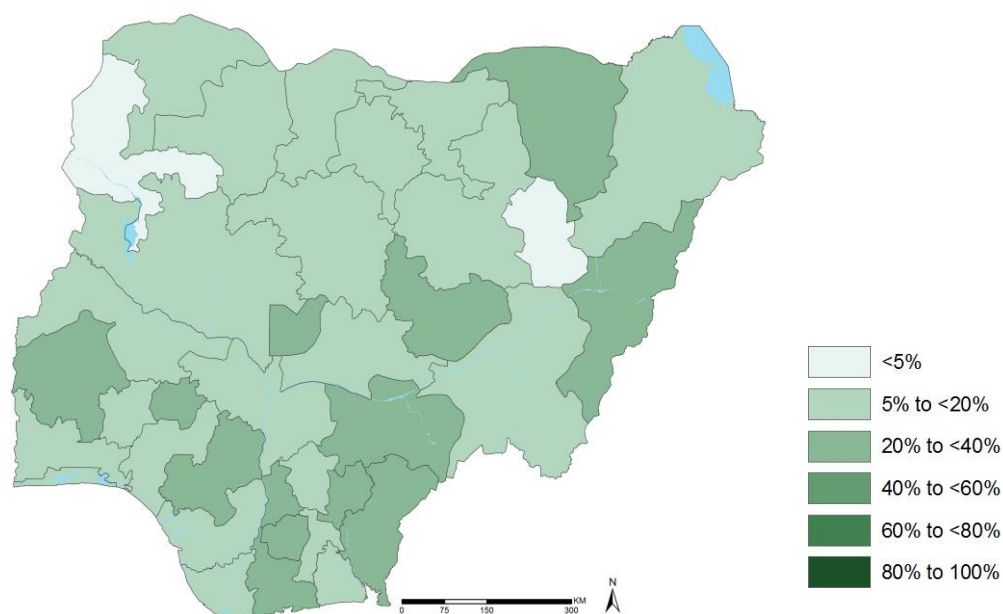 <5%
5% to <20%
20% to <40%
40% to <60%
60% to <80%
80% to 100%
KM
N
0 75 150 300